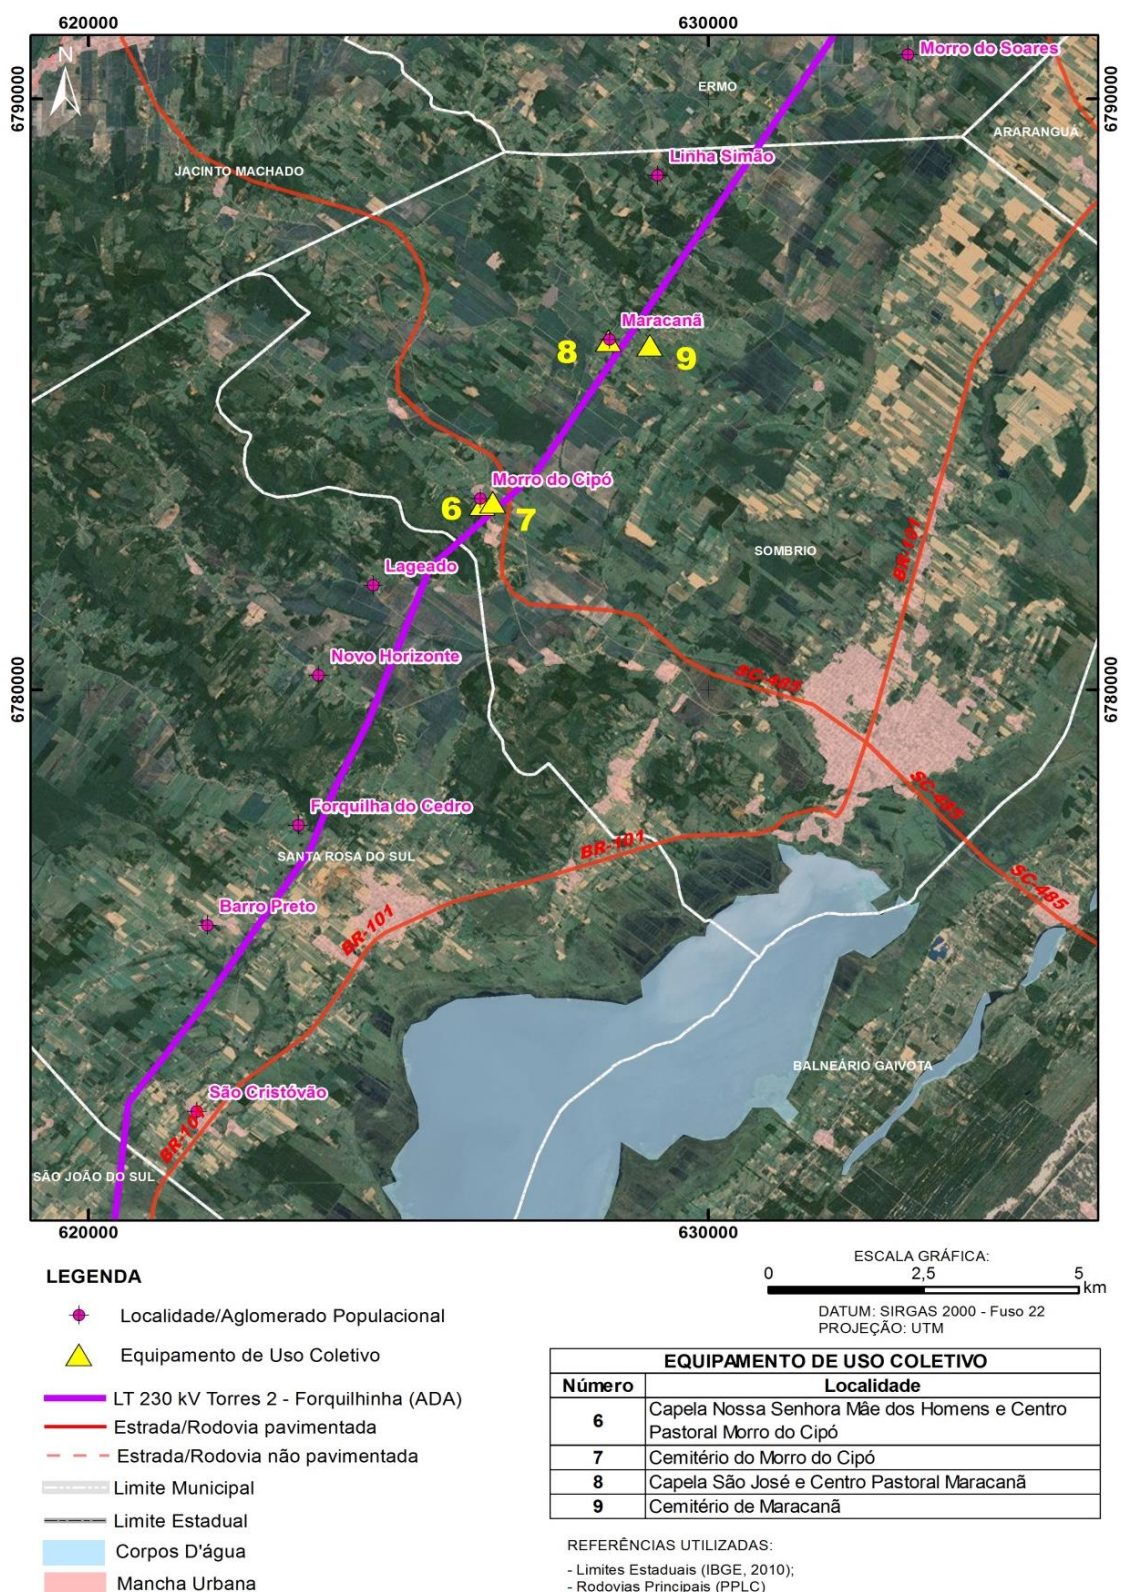 620000
630000
N
Morro do Soares
6790000
6790000
ERMO
ARARANGUÁ
Linha Simão
JACINTO MACHADO
Maracanã
8
9
Morro do Cipó
6
7
BR-101
SOMBRIO
Lageado
Novo Horizonte
6780000
6780000
SC-485
SC-485
Forquilha do Cedro
SANTA ROSA DO SUL
BR-101
SC-485
Barro Preto
BR-101
BALNEÁRIO GAIVOTA
São Cristóvão
BR-10
SÃO JOÃO DO SUL
620000
630000
LEGENDA
Localidade/Aglomerado Populacional
Equipamento de Uso Coletivo
LT 230 kV Torres 2 - Forquilhinha (ADA)
Estrada/Rodovia pavimentada
Estrada/Rodovia não pavimentada
Limite Municipal
Limite Estadual
Corpos D'água
Mancha Urbana
ESCALA GRÁFICA:
0 2,5 5
km
DATUM: SIRGAS 2000 - Fuso 22
PROJEÇÃO: UTM
EQUIPAMENTO DE USO COLETIVO
Número Localidade
6 Capela Nossa Senhora Mãe dos Homens e Centro
Pastoral Morro do Cipó
7 Cemitério do Morro do Cipó
8 Capela São José e Centro Pastoral Maracanã
9 Cemitério de Maracanã
REFERÊNCIAS UTILIZADAS:
- Limites Estaduais (IBGE, 2010);
- Rodovias Principais (PPLC)